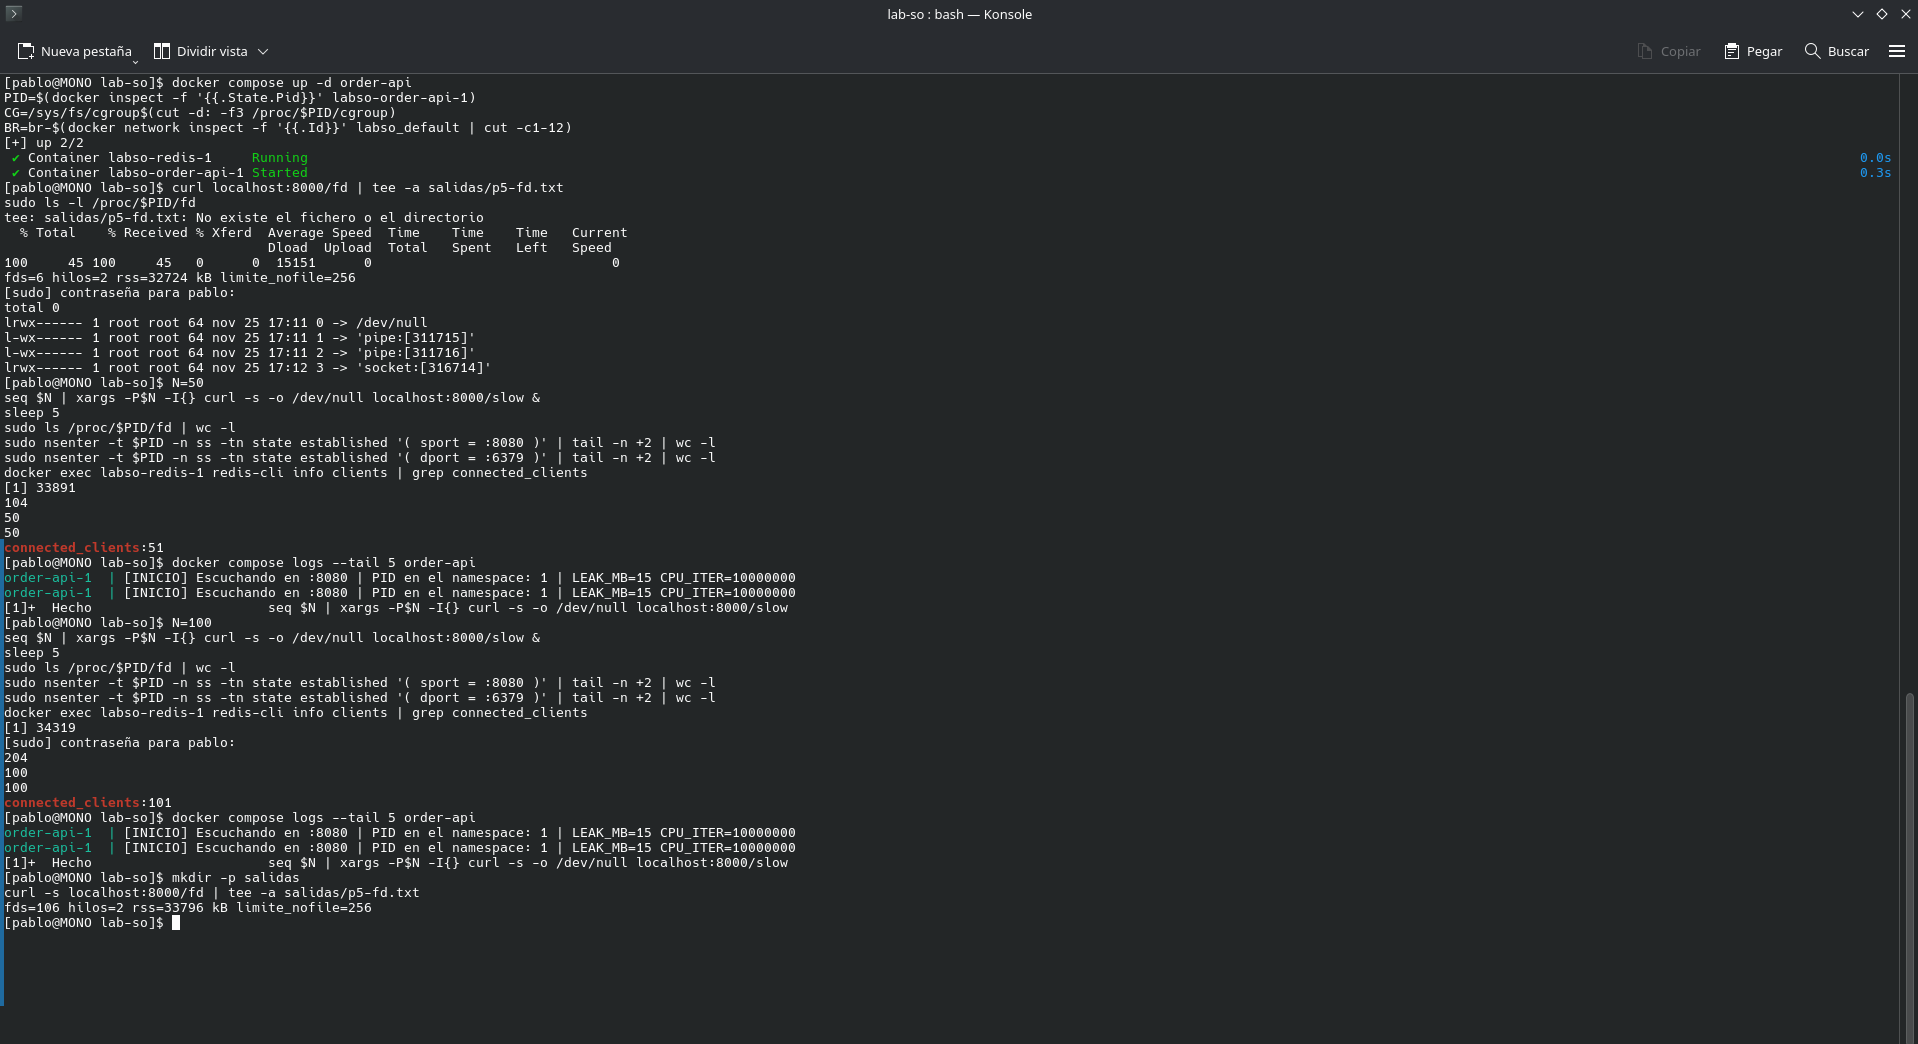 lab-so : bash — Konsole
Nueva pestaña
Dividir vista
Copiar
Pegar
Buscar
[pablo@MONO lab-so]$ docker compose up -d order-api
PID=$(docker inspect -f '{{.State.Pid}}' labso-order-api-1)
CG=/sys/fs/cgroup$(cut -d: -f3 /proc/$PID/cgroup)
BR=br-$(docker network inspect -f '{{.Id}}' labso_default | cut -c1-12)
[+] up 2/2
✔ Container labso-redis-1     Running 0.0s
✔ Container labso-order-api-1 Started 0.3s
[pablo@MONO lab-so]$ curl localhost:8000/fd | tee -a salidas/p5-fd.txt
sudo ls -l /proc/$PID/fd
tee: salidas/p5-fd.txt: No existe el fichero o el directorio
  % Total    % Received % Xferd  Average Speed  Time    Time    Time   Current
                                 Dload  Upload  Total   Spent   Left   Speed
100     45 100     45   0      0  15151      0                              0
fds=6 hilos=2 rss=32724 kB limite_nofile=256
[sudo] contraseña para pablo:
total 0
lrwx------ 1 root root 64 nov 25 17:11 0 -> /dev/null
l-wx------ 1 root root 64 nov 25 17:11 1 -> 'pipe:[311715]'
l-wx------ 1 root root 64 nov 25 17:11 2 -> 'pipe:[311716]'
lrwx------ 1 root root 64 nov 25 17:12 3 -> 'socket:[316714]'
[pablo@MONO lab-so]$ N=50
seq $N | xargs -P$N -I{} curl -s -o /dev/null localhost:8000/slow &
sleep 5
sudo ls /proc/$PID/fd | wc -l
sudo nsenter -t $PID -n ss -tn state established '( sport = :8080 )' | tail -n +2 | wc -l
sudo nsenter -t $PID -n ss -tn state established '( dport = :6379 )' | tail -n +2 | wc -l
docker exec labso-redis-1 redis-cli info clients | grep connected_clients
[1] 33891
104
50
50
connected_clients:51
[pablo@MONO lab-so]$ docker compose logs --tail 5 order-api
order-api-1  | [INICIO] Escuchando en :8080 | PID en el namespace: 1 | LEAK_MB=15 CPU_ITER=10000000
order-api-1  | [INICIO] Escuchando en :8080 | PID en el namespace: 1 | LEAK_MB=15 CPU_ITER=10000000
[1]+  Hecho                      seq $N | xargs -P$N -I{} curl -s -o /dev/null localhost:8000/slow
[pablo@MONO lab-so]$ N=100
seq $N | xargs -P$N -I{} curl -s -o /dev/null localhost:8000/slow &
sleep 5
sudo ls /proc/$PID/fd | wc -l
sudo nsenter -t $PID -n ss -tn state established '( sport = :8080 )' | tail -n +2 | wc -l
sudo nsenter -t $PID -n ss -tn state established '( dport = :6379 )' | tail -n +2 | wc -l
docker exec labso-redis-1 redis-cli info clients | grep connected_clients
[1] 34319
[sudo] contraseña para pablo:
204
100
100
connected_clients:101
[pablo@MONO lab-so]$ docker compose logs --tail 5 order-api
order-api-1  | [INICIO] Escuchando en :8080 | PID en el namespace: 1 | LEAK_MB=15 CPU_ITER=10000000
order-api-1  | [INICIO] Escuchando en :8080 | PID en el namespace: 1 | LEAK_MB=15 CPU_ITER=10000000
[1]+  Hecho                      seq $N | xargs -P$N -I{} curl -s -o /dev/null localhost:8000/slow
[pablo@MONO lab-so]$ mkdir -p salidas
curl -s localhost:8000/fd | tee -a salidas/p5-fd.txt
fds=106 hilos=2 rss=33796 kB limite_nofile=256
[pablo@MONO lab-so]$